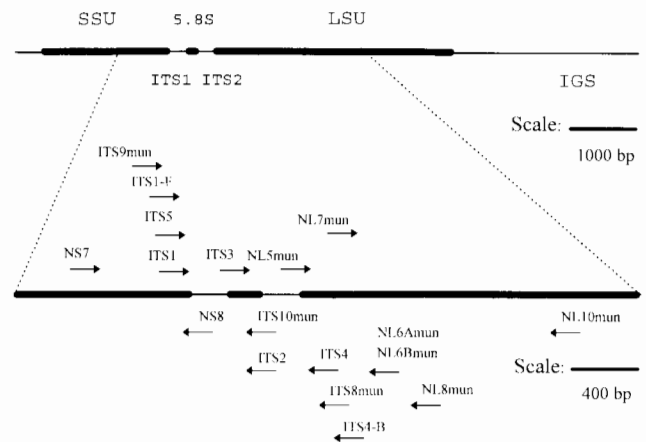 SSU 5.8S LSU
ITS1 ITS2 IGS
Scale:
1000 bp
ITS9mun
ITS1-F
ITS5 NL7mun
NS7 ITS1 ITS3 NL5mun
NS8 ITS10mun NL6Amun NL10mun
ITS2 ITS4 NL6Bmun Scale:
400 bp
ITS8mun NL8mun
ITS4-B